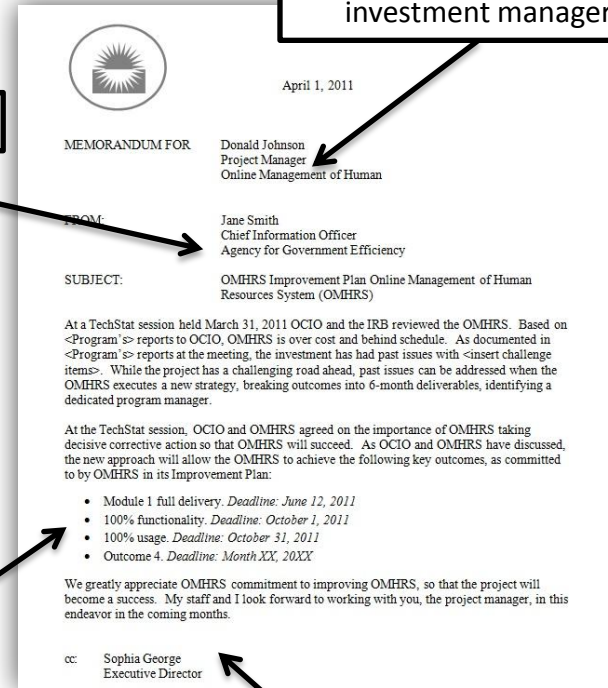 investment manager
April 1, 2011
MEMORANDUM FOR Donald Johnson
Project Manager
Online Management of Human
FROM: Jane Smith
Chief Information Officer
Agency for Government Efficiency
SUBJECT: OMHRS Improvement Plan Online Management of Human
Resources System (OMHRS)
At a TechStat session held March 31, 2011 OCIO and the IRB reviewed the OMHRS. Based on
<Program's> reports to OCIO, OMHRS is over cost and behind schedule. As documented in
<Program's> reports at the meeting, the investment has had past issues with <insert challenge
items>. While the project has a challenging road ahead, past issues can be addressed when the
OMHRS executes a new strategy, breaking outcomes into 6-month deliverables, identifying a
dedicated program manager.
At the TechStat session, OCIO and OMHRS agreed on the importance of OMHRS taking
decisive corrective action so that OMHRS will succeed. As OCIO and OMHRS have discussed,
the new approach will allow the OMHRS to achieve the following key outcomes, as committed
to by OMHRS in its Improvement Plan:
• Module 1 full delivery. Deadline: June 12, 2011
• 100% functionality. Deadline: October 1, 2011
• 100% usage. Deadline: October 31, 2011
• Outcome 4. Deadline: Month XX, 20XX
We greatly appreciate OMHRS commitment to improving OMHRS, so that the project will
become a success. My staff and I look forward to working with you, the project manager, in this
endeavor in the coming months.
cc: Sophia George
Executive Director